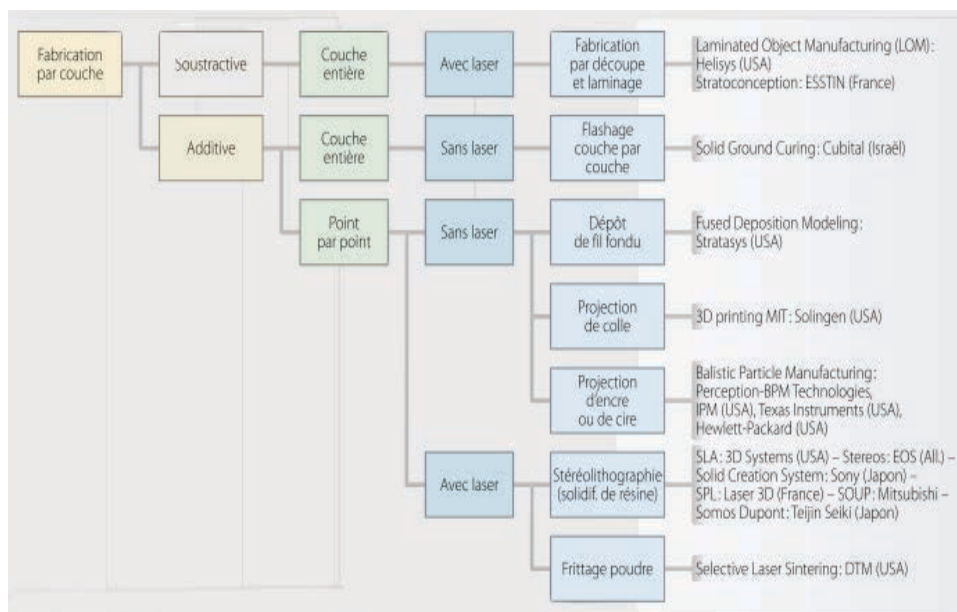 Fabrication
par couche
Soustractive
Couche
entière
Avec laser
Fabrication
par découpe
et laminage
Laminated Object Manufacturing (LOM) :
Helisys (USA)
Stratoconception : ESSTIN (France)
Additive
Couche
entière
Sans laser
Flashage
couche par
couche
Solid Ground Curing : Cubital (Israël)
Point
par point
Sans laser
Dépôt
de fil fondu
Fused Deposition Modeling :
Stratasys (USA)
Projection
de colle
3D printing MIT : Solingen (USA)
Projection
d'encre
ou de cire
Balistic Particle Manufacturing :
Perception-BPM Technologies,
IPM (USA), Texas Instruments (USA),
Hewlett-Packard (USA)
Avec laser
Stéréolithographie
(solidif. de résine)
SLA : 3D Systems (USA) – Stereos : EOS (All.) –
Solid Creation System : Sony (Japon) –
SPL : Laser 3D (France) – SOUP : Mitsubishi –
Somos Dupont : Teijin Seiki (Japon)
Frittage poudre
Selective Laser Sintering : DTM (USA)